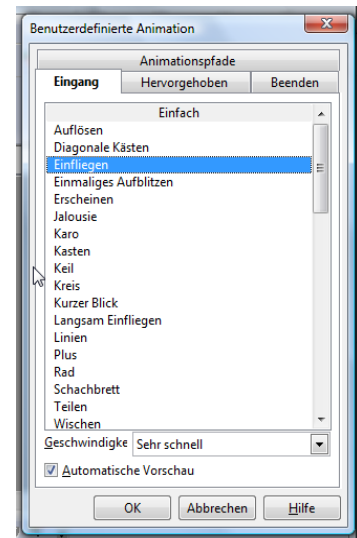 Benutzerdefinierte Animation
Animationspfade
Eingang Hervorgehoben Beenden
Einfach
Auflösen
Diagonale Kästen
Einfliegen
Einmaliges Aufblitzen
Erscheinen
Jalousie
Karo
Kasten
Keil
Kreis
Kurzer Blick
Langsam Einfliegen
Linien
Plus
Rad
Schachbrett
Teilen
Wischen
Geschwindigke Sehr schnell
Automatische Vorschau
OK Abbrechen Hilfe